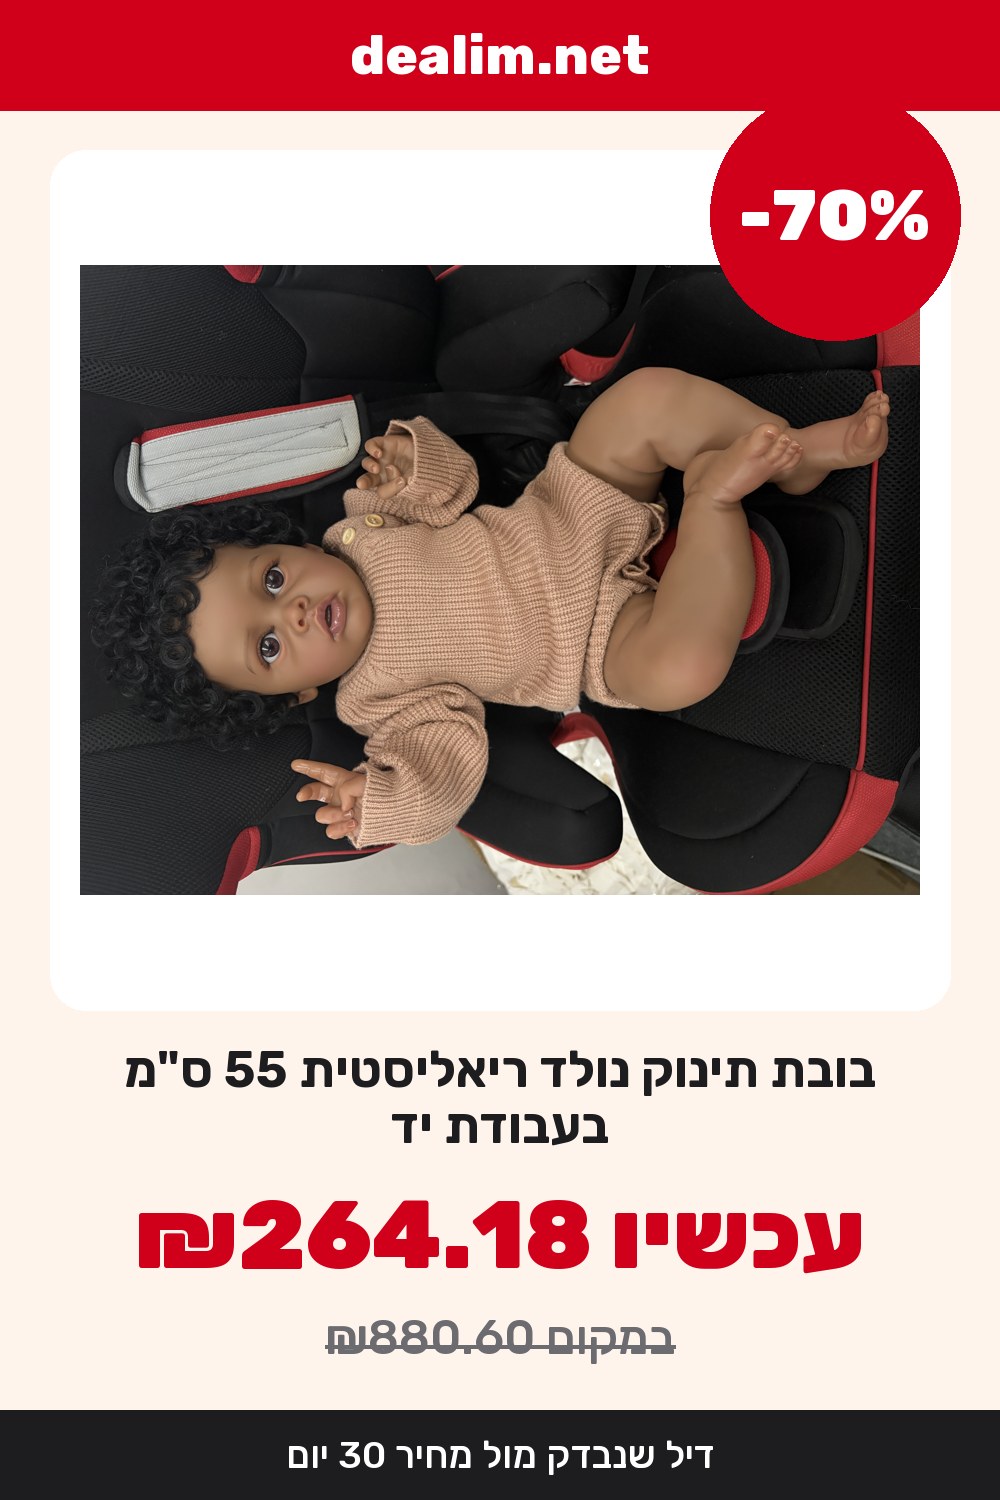 dealim.net
-70%
בובת תינוק נולד ריאליסטית 55 ס"מ
בעבודת יד
עכשיו ₪264.18
במקום ₪880.60
דיל שנבדק מול מחיר 30 יום